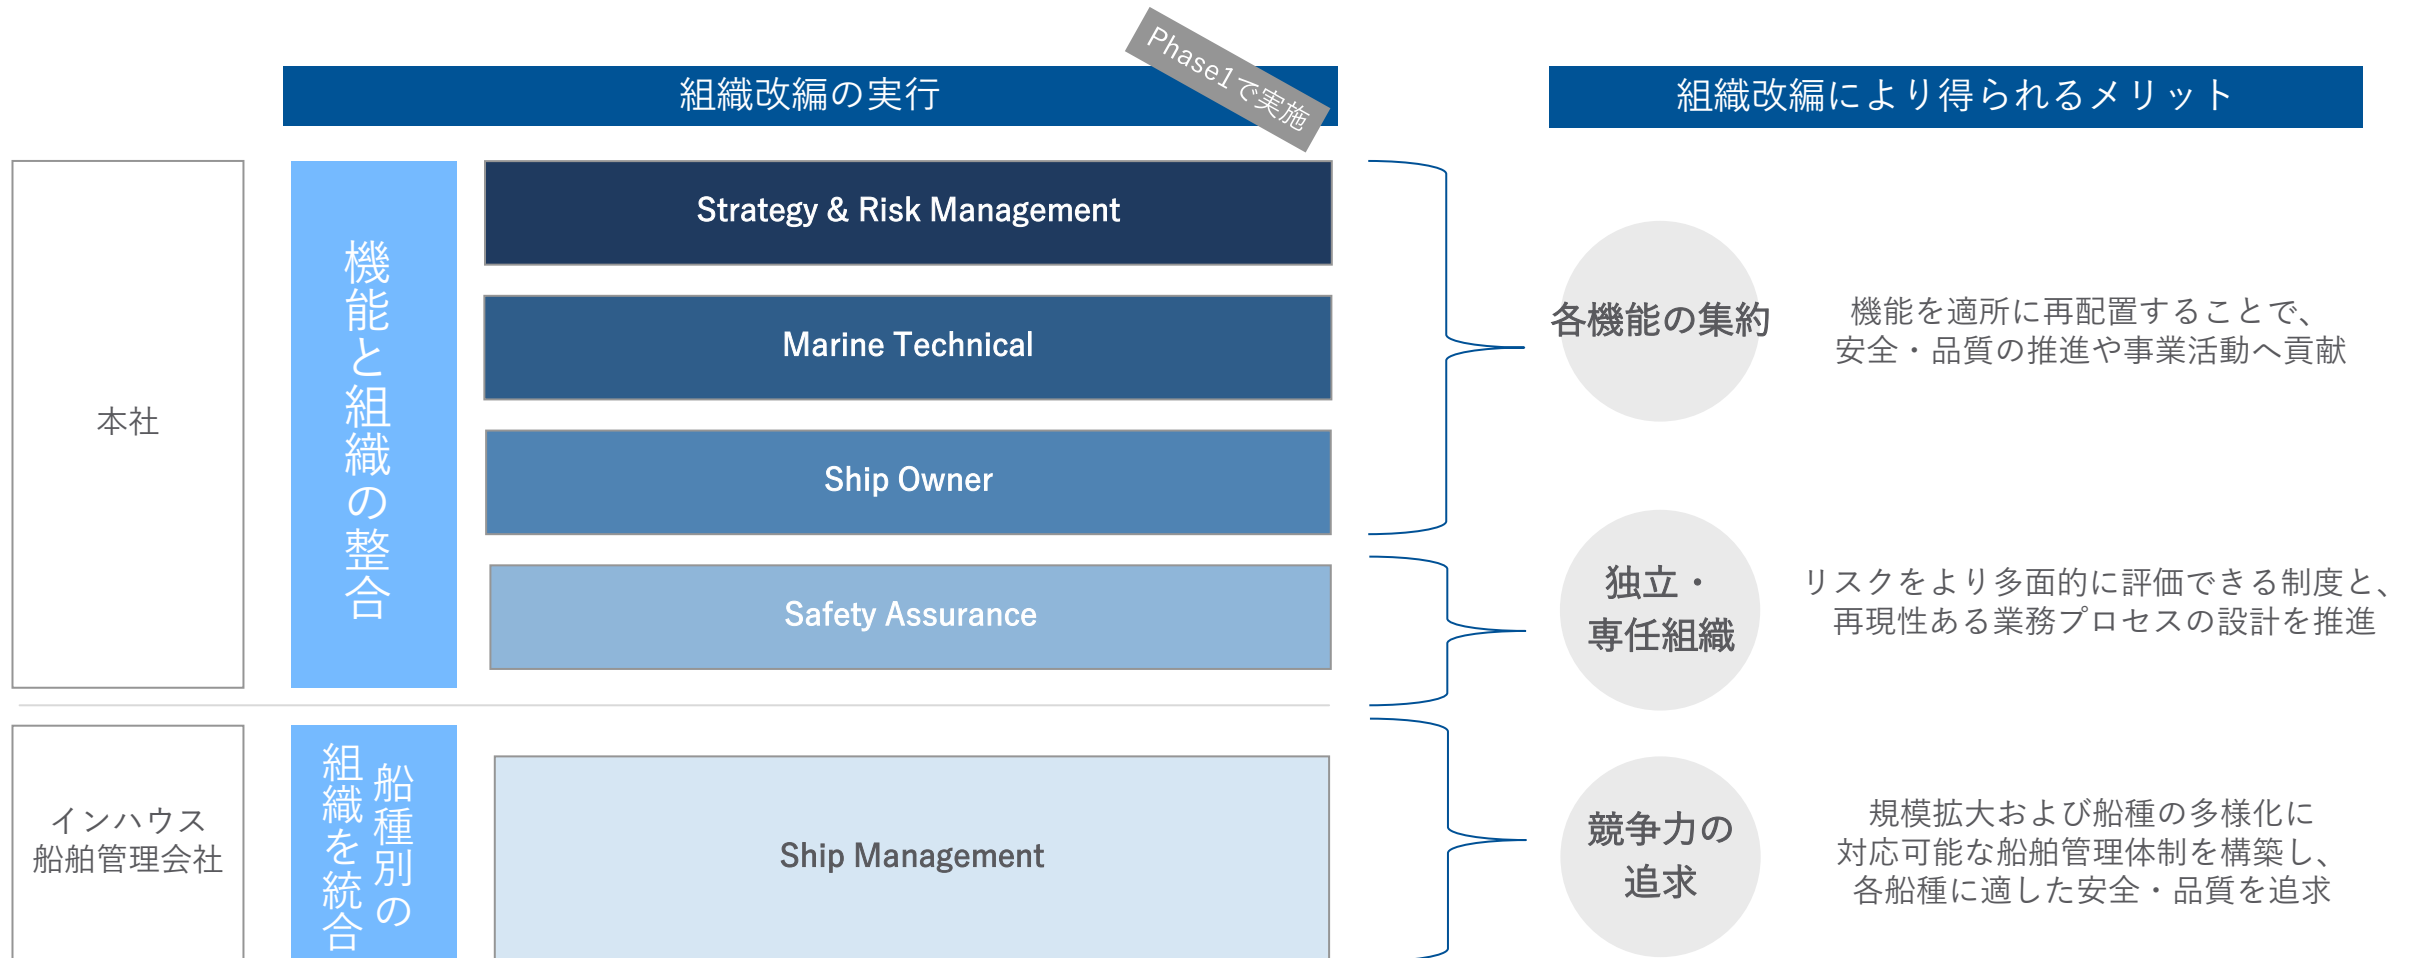 Phase1で実施
組織改編の実行
組織改編により得られるメリット
本社
機能と組織の整合
Strategy & Risk Management
Marine Technical
Ship Owner
Safety Assurance
各機能の集約
機能を適所に再配置することで、
安全・品質の推進や事業活動へ貢献
独立・
専任組織
リスクをより多面的に評価できる制度と、
再現性ある業務プロセスの設計を推進
インハウス
船舶管理会社
船種別の
組織を統合
Ship Management
競争力の
追求
規模拡大および船種の多様化に
対応可能な船舶管理体制を構築し、
各船種に適した安全・品質を追求